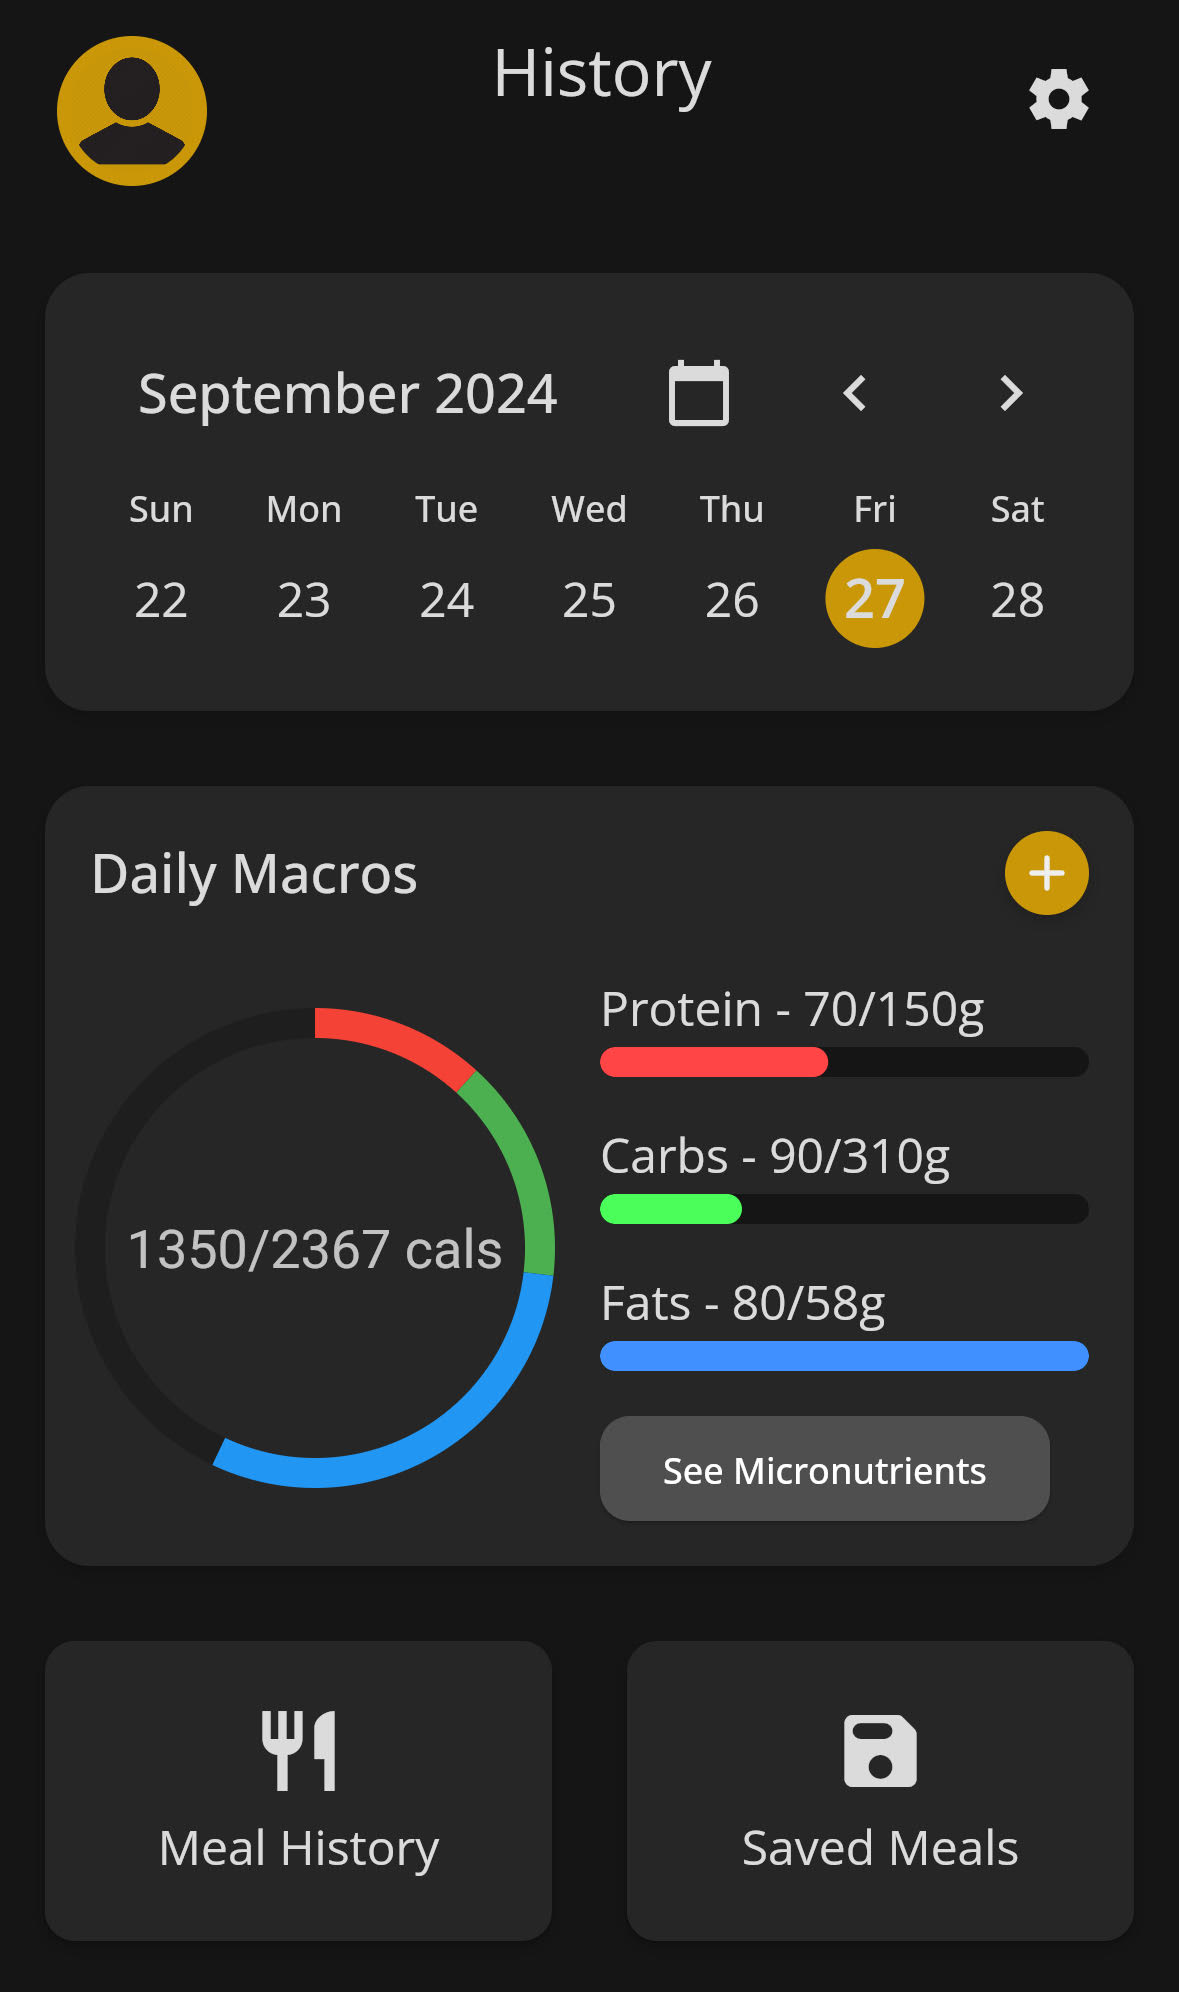 History
September 2024
Sun Mon Tue Wed Thu Fri Sat
22 23 24 25 26 27 28
Daily Macros
Protein - 70/150g
Carbs - 90/310g
1350/2367 cals
Fats - 80/58g
See Micronutrients
Meal History
Saved Meals